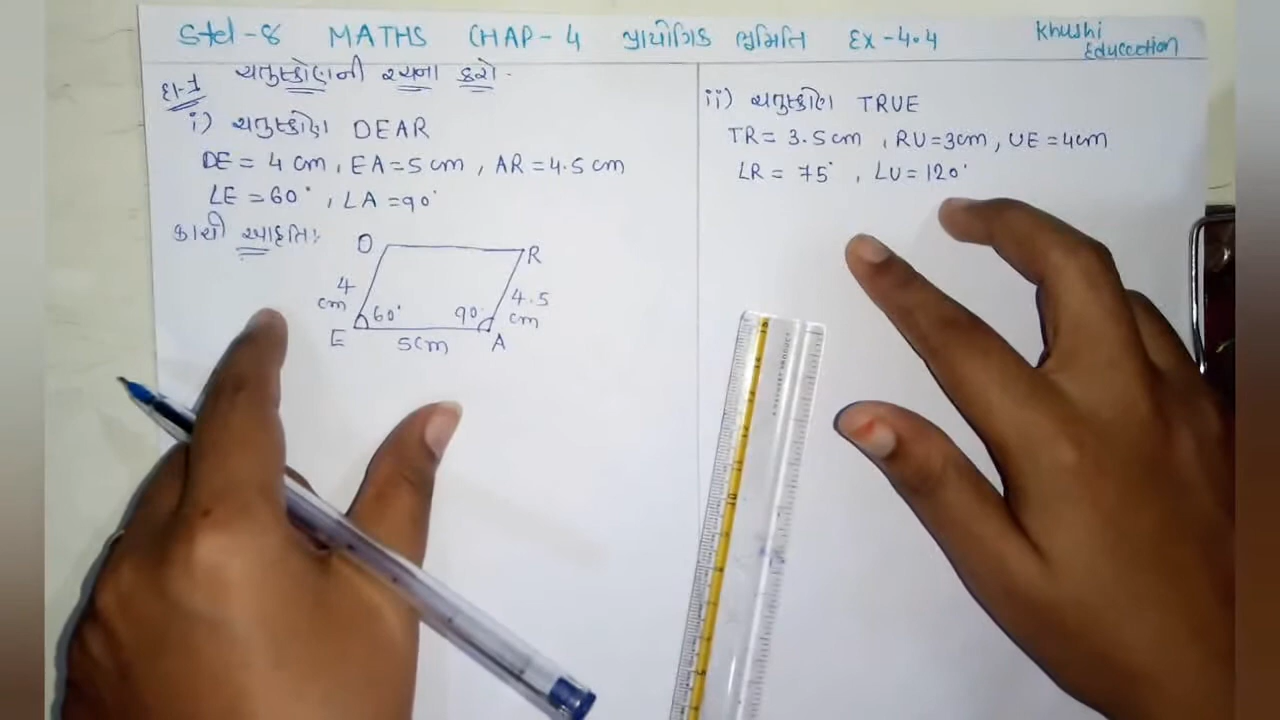 Std-8 MATHS CHAP-4 પ્રાયોગિક ભૂમિતિ Ex-4.4 Khushi Education
દા-1 ચતુષ્કોણની રચના કરો.
i) ચતુષ્કોણ DEAR
DE = 4 cm, EA = 5 cm, AR = 4.5 cm
∠E = 60°, ∠A = 90°
કાચી આકૃતિ:
D
R
4 cm
60°
90°
4.5 cm
E
5cm
A
ii) ચતુષ્કોણ TRUE
TR = 3.5 cm, RU = 3cm, UE = 4cm
∠R = 75°, ∠U = 120°